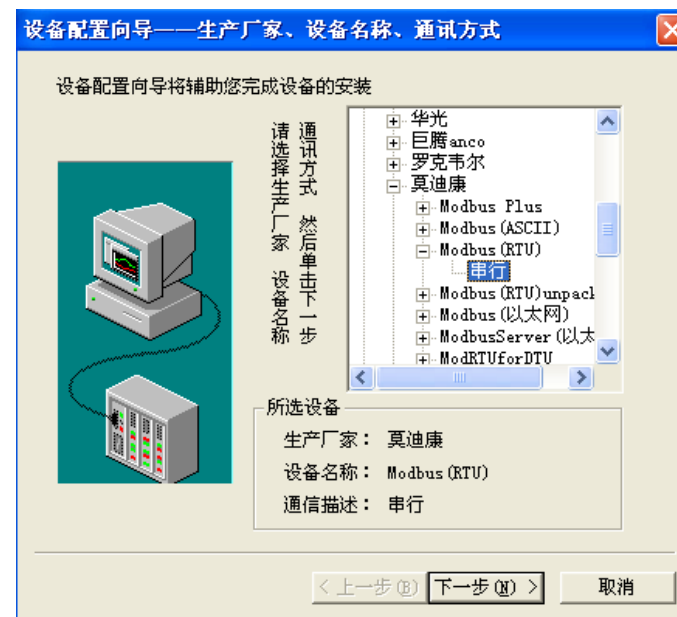 设备配置向导——生产厂家、设备名称、通讯方式
设备配置向导将辅助您完成设备的安装
请选择生产厂家 设备名称
通讯方式 然后单击下一步
华光
巨腾anco
罗克韦尔
莫迪康
Modbus Plus
Modbus(ASCII)
Modbus(RTU)
串行
Modbus(RTU)unpacl
Modbus(以太网)
ModbusServer(以太
ModRTUforDTU
所选设备
生产厂家： 莫迪康
设备名称： Modbus(RTU)
通信描述： 串行
< 上一步(B) 下一步(N) > 取消